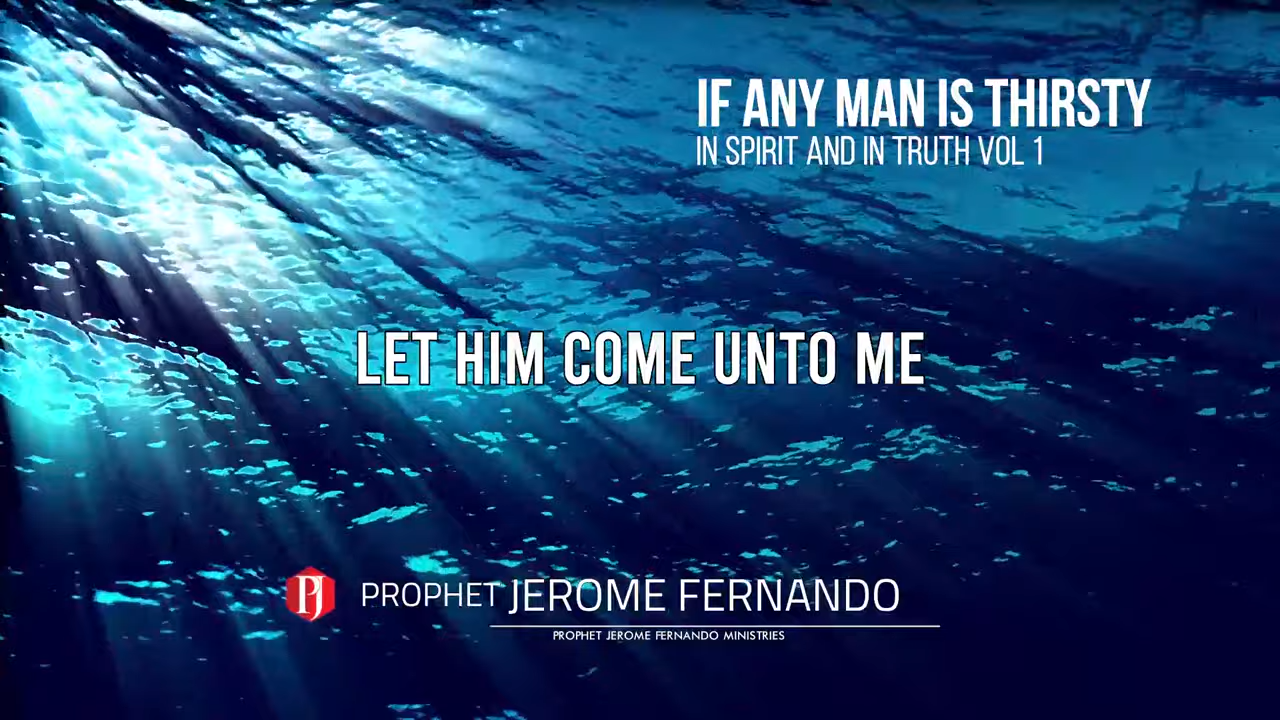 IF ANY MAN IS THIRSTY
IN SPIRIT AND IN TRUTH VOL 1
LET HIM COME UNTO ME
PJ PROPHET JEROME FERNANDO
PROPHET JEROME FERNANDO MINISTRIES